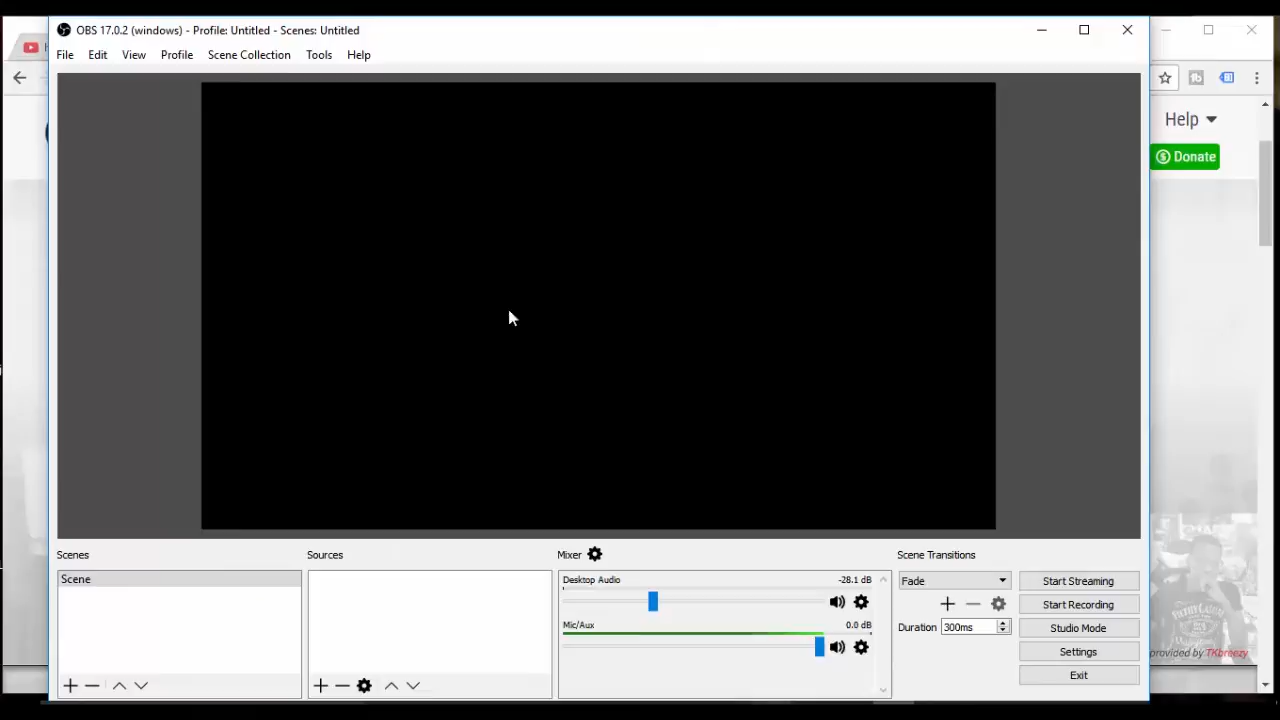 OBS 17.0.2 (windows) - Profile: Untitled - Scenes: Untitled
File Edit View Profile Scene Collection Tools Help
Help
Donate
Scenes
Scene
Sources
Mixer
Desktop Audio -28.1 dB
Mic/Aux 0.0 dB
Scene Transitions
Fade
Duration 300ms
Start Streaming
Start Recording
Studio Mode
Settings
Exit
provided by TKbreezy